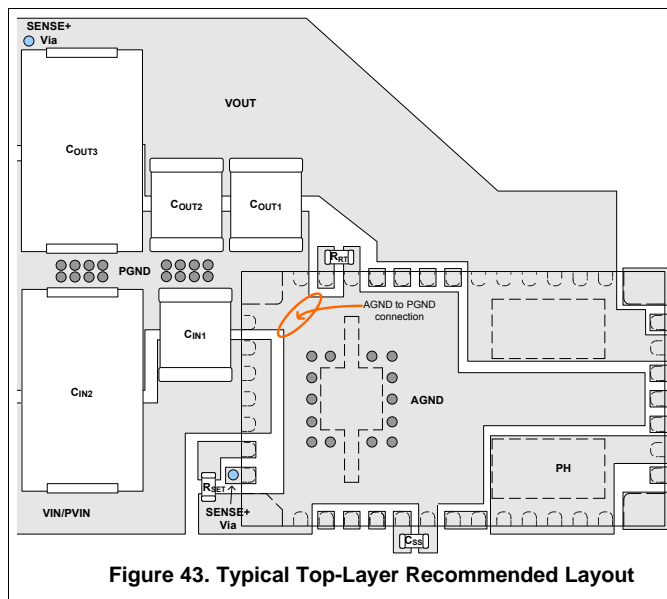 SENSE+
Via
VOUT
COUT3
COUT2
COUT1
PGND
RRT
AGND to PGND
connection
CIN1
CIN2
AGND
PH
RSET
SENSE+
Via
VIN/PVIN
CSS
Figure 43. Typical Top-Layer Recommended Layout